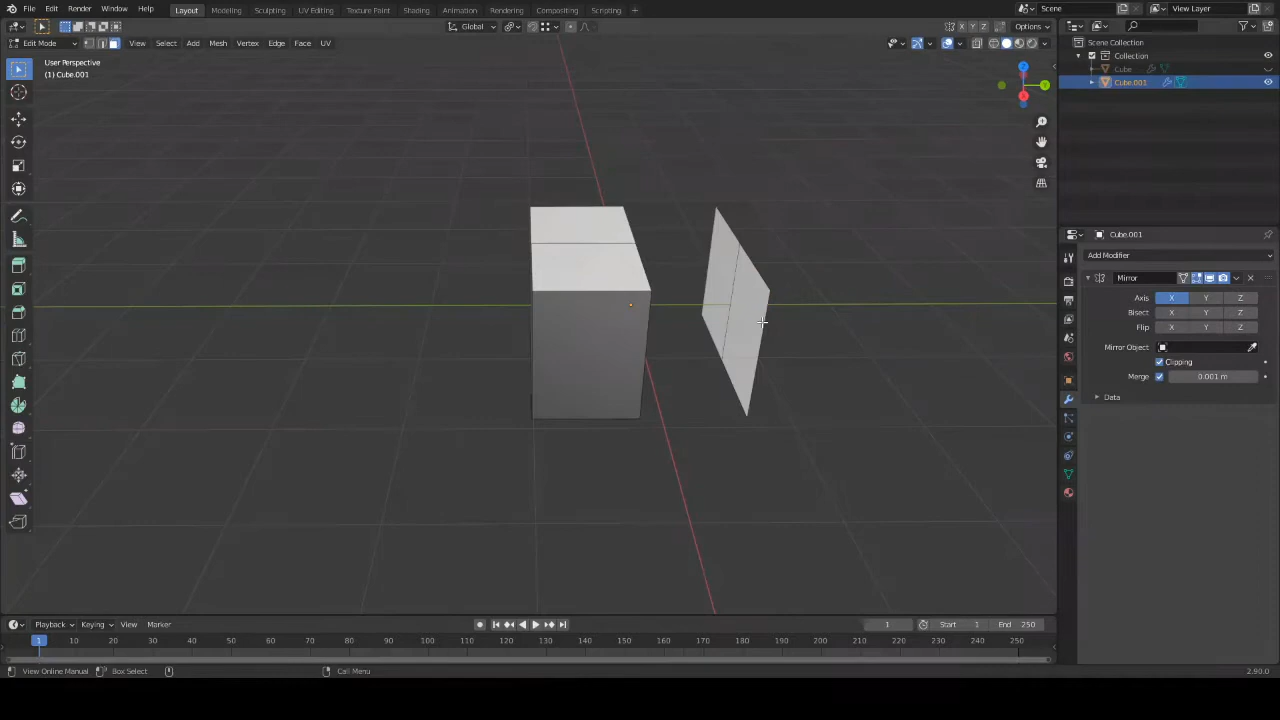 File Edit Render Window Help Layout Modeling Sculpting UV Editing Texture Paint Shading Animation Rendering Compositing Scripting + Scene View Layer
Global X Y Z Options
Edit Mode View Select Add Mesh Vertex Edge Face UV
User Perspective
(1) Cube.001
Z
Y
X
Scene Collection
Collection
Cube
Cube.001
Cube.001
Add Modifier
Mirror
Axis X Y Z
Bisect X Y Z
Flip X Y Z
Mirror Object
Clipping
Merge 0.001 m
Data
Playback Keying View Marker 1 Start 1 End 250
1 10 20 30 40 50 60 70 80 90 100 110 120 130 140 150 160 170 180 190 200 210 220 230 240 250
View Online Manual Box Select Call Menu 2.90.0